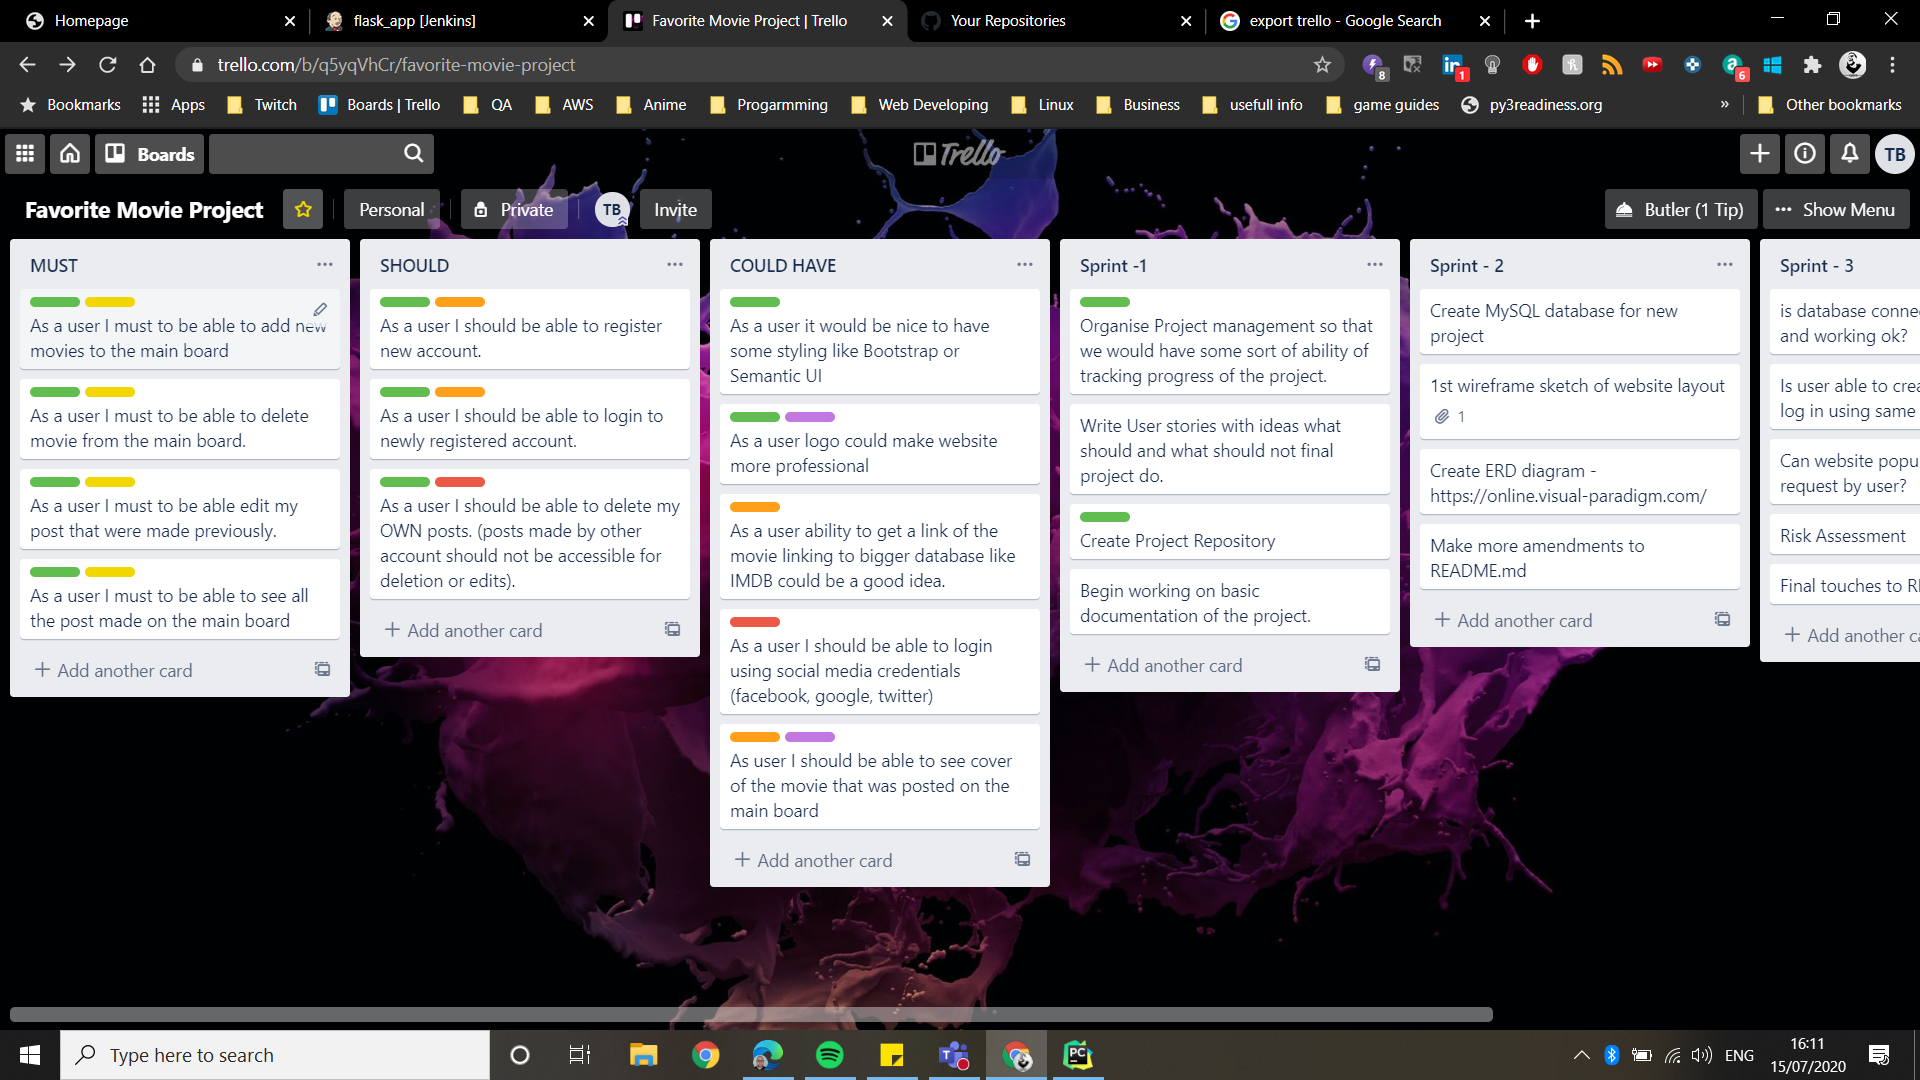 Homepage
flask_app [Jenkins]
Favorite Movie Project | Trello
Your Repositories
export trello - Google Search
trello.com/b/q5yqVhCr/favorite-movie-project
8
1
6
Bookmarks
Apps
Twitch
Boards | Trello
QA
AWS
Anime
Progarmming
Web Developing
Linux
Business
usefull info
game guides
py3readiness.org
»
Other bookmarks
Boards
Trello
TB
Favorite Movie Project
Personal
Private
TB
Invite
Butler (1 Tip)
Show Menu
MUST
As a user I must to be able to add new
movies to the main board
As a user I must to be able to delete
movie from the main board.
As a user I must to be able edit my
post that were made previously.
As a user I must to be able to see all
the post made on the main board
Add another card
SHOULD
As a user I should be able to register
new account.
As a user I should be able to login to
newly registered account.
As a user I should be able to delete my
OWN posts. (posts made by other
account should not be accessible for
deletion or edits).
Add another card
COULD HAVE
As a user it would be nice to have
some styling like Bootstrap or
Semantic UI
As a user logo could make website
more professional
As a user ability to get a link of the
movie linking to bigger database like
IMDB could be a good idea.
As a user I should be able to login
using social media credentials
(facebook, google, twitter)
As user I should be able to see cover
of the movie that was posted on the
main board
Add another card
Sprint -1
Organise Project management so that
we would have some sort of ability of
tracking progress of the project.
Write User stories with ideas what
should and what should not final
project do.
Create Project Repository
Begin working on basic
documentation of the project.
Add another card
Sprint - 2
Create MySQL database for new
project
1st wireframe sketch of website layout
1
Create ERD diagram -
https://online.visual-paradigm.com/
Make more amendments to
README.md
Add another card
Sprint - 3
is database conne
and working ok?
Is user able to crea
log in using same
Can website popu
request by user?
Risk Assessment
Final touches to R
Add another ca
Type here to search
ENG
16:11
15/07/2020